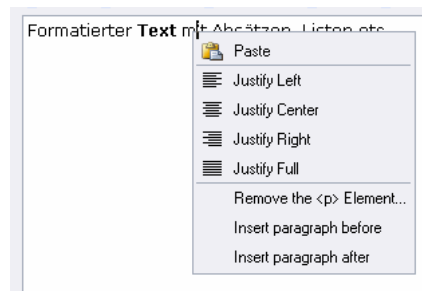 Formatierter Text mit Absätzen, Listen ets
Paste
Justify Left
Justify Center
Justify Right
Justify Full
Remove the <p> Element...
Insert paragraph before
Insert paragraph after